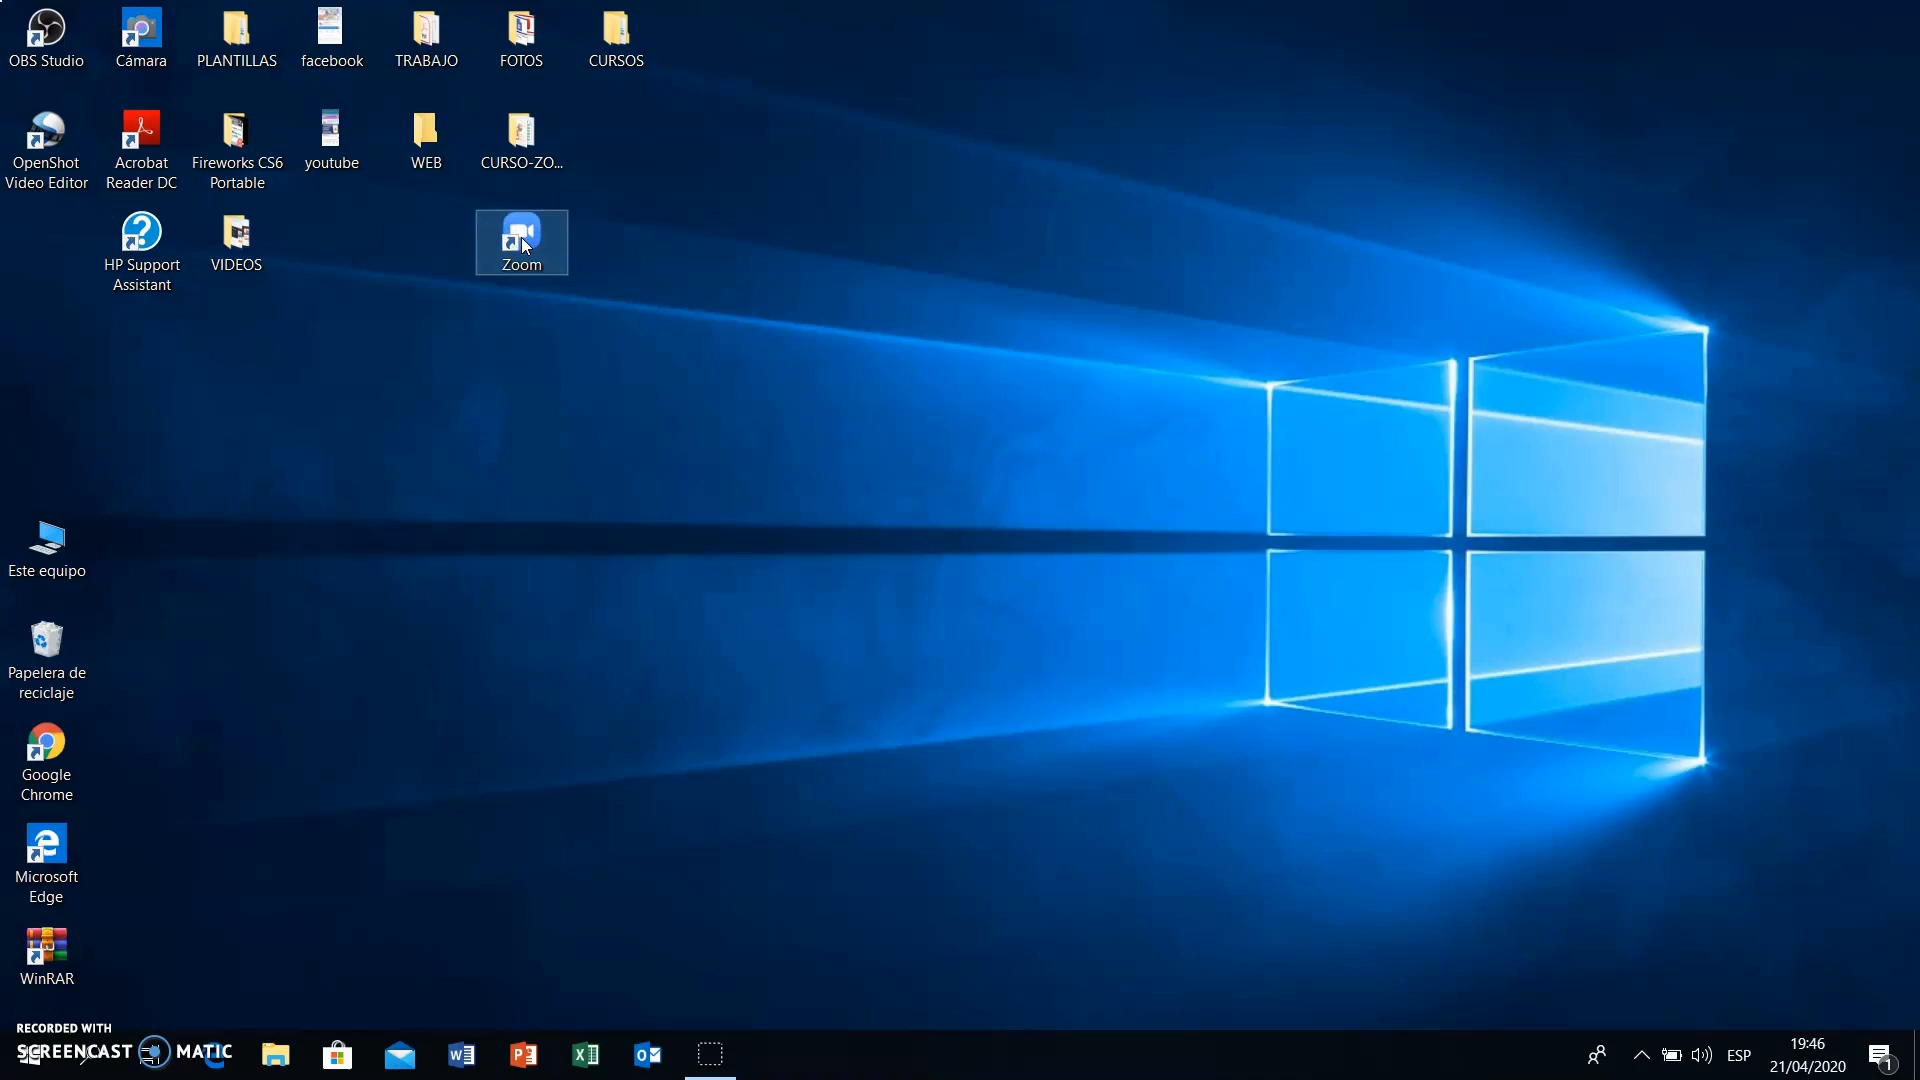 OBS Studio
Cámara
PLANTILLAS
facebook
TRABAJO
FOTOS
CURSOS
OpenShot
Video Editor
Acrobat
Reader DC
Fireworks CS6
Portable
youtube
WEB
CURSO-ZO...
HP Support
Assistant
VIDEOS
Zoom
Este equipo
Papelera de
reciclaje
Google
Chrome
Microsoft
Edge
WinRAR
RECORDED WITH
SCREENCAST MATIC
ESP
19:46
21/04/2020
1